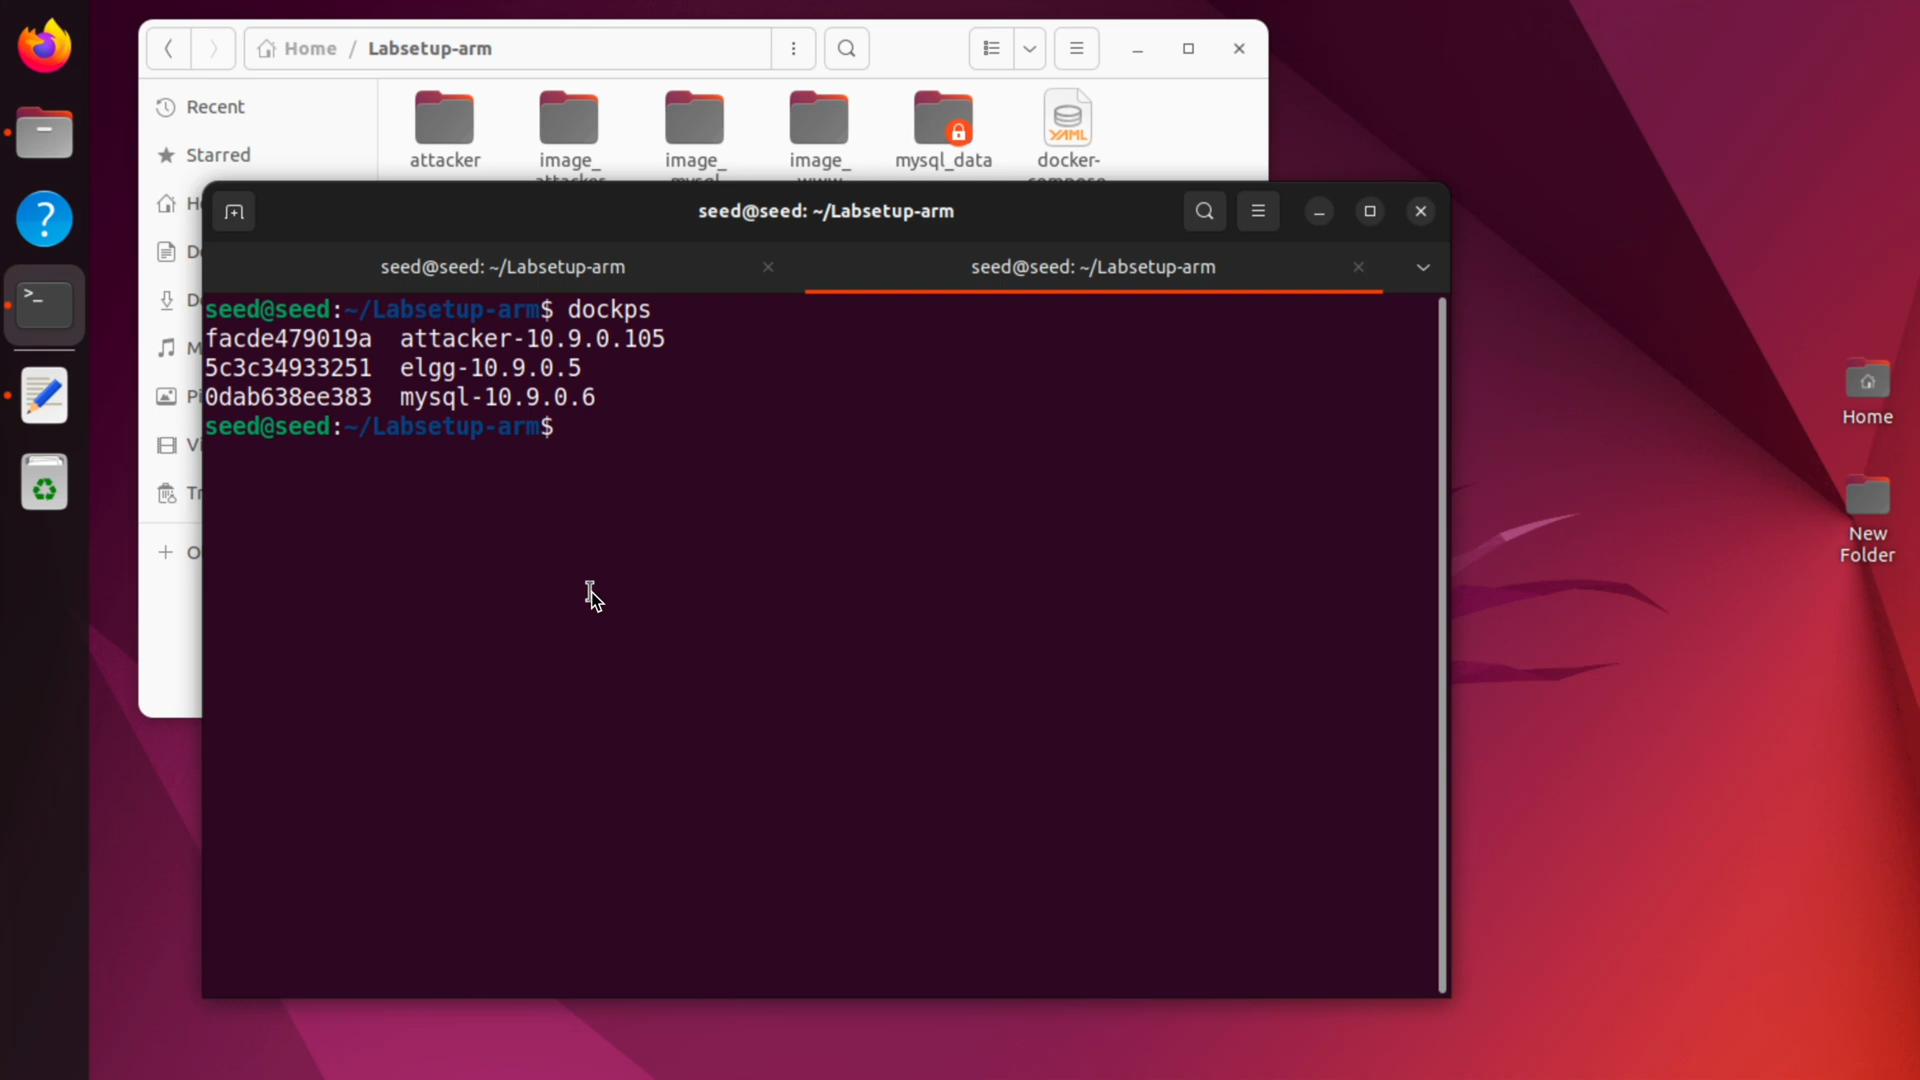 Home / Labsetup-arm
Recent
Starred
attacker
image_
image_
image_
mysql_data
YAML
docker-
seed@seed: ~/Labsetup-arm
seed@seed: ~/Labsetup-arm
seed@seed: ~/Labsetup-arm
seed@seed:~/Labsetup-arm$ dockps
facde479019a  attacker-10.9.0.105
5c3c34933251  elgg-10.9.0.5
0dab638ee383  mysql-10.9.0.6
seed@seed:~/Labsetup-arm$
Home
New
Folder